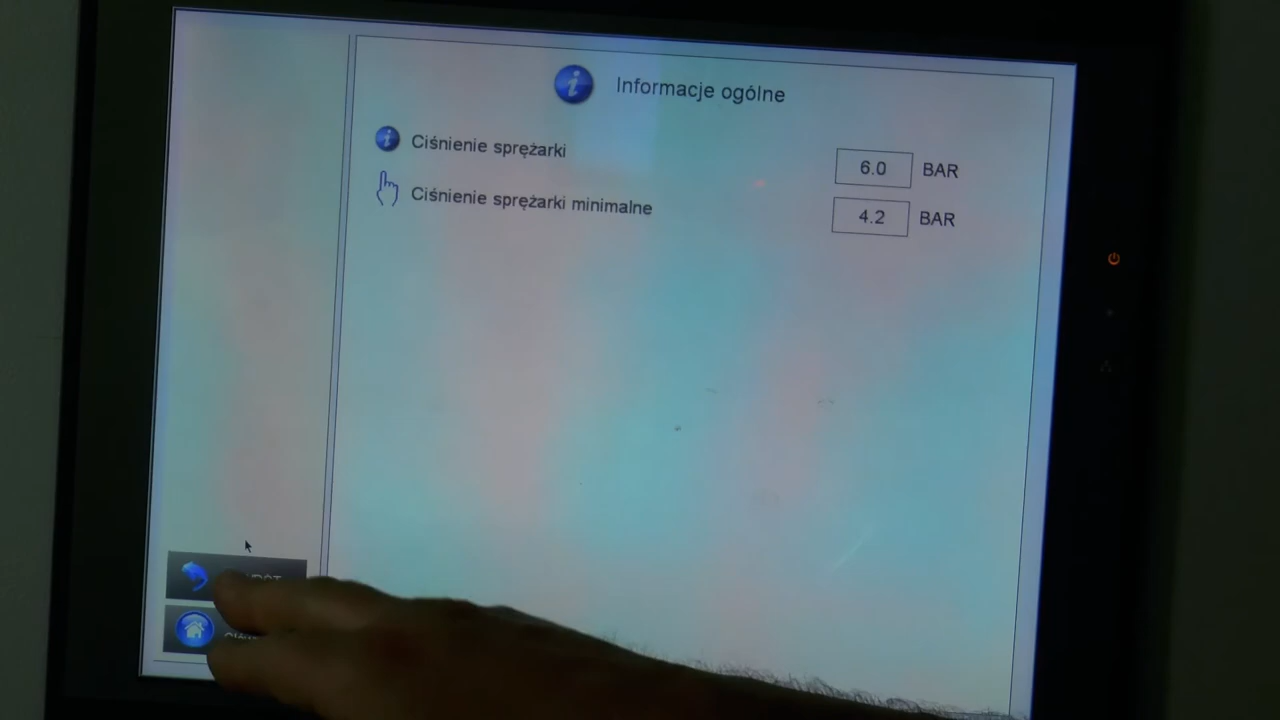 Informacje ogólne
Ciśnienie sprężarki 6.0 BAR
Ciśnienie sprężarki minimalne 4.2 BAR